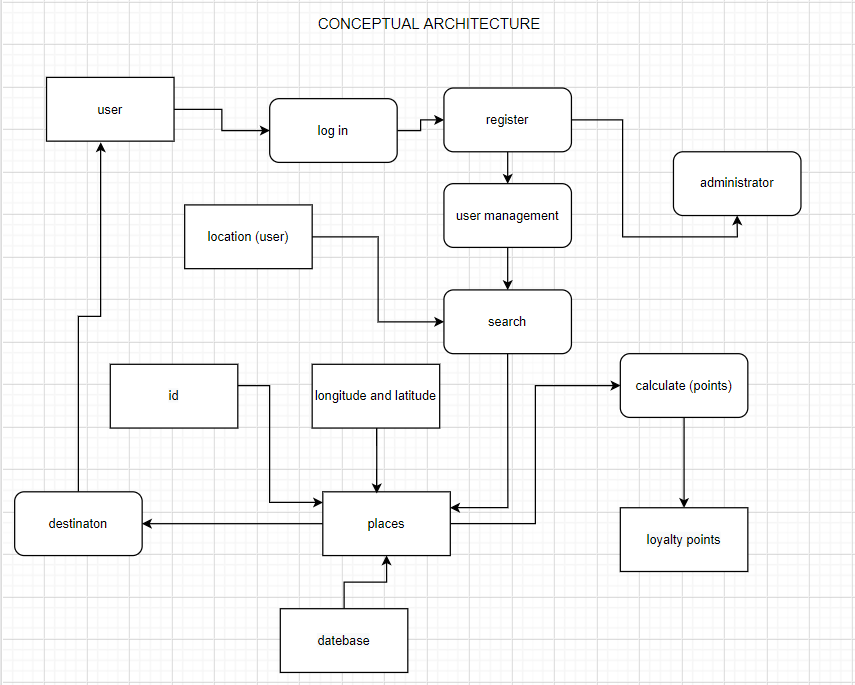 CONCEPTUAL ARCHITECTURE
user
log in
register
administrator
user management
location (user)
search
id
longitude and latitude
calculate (points)
destinaton
places
loyalty points
datebase